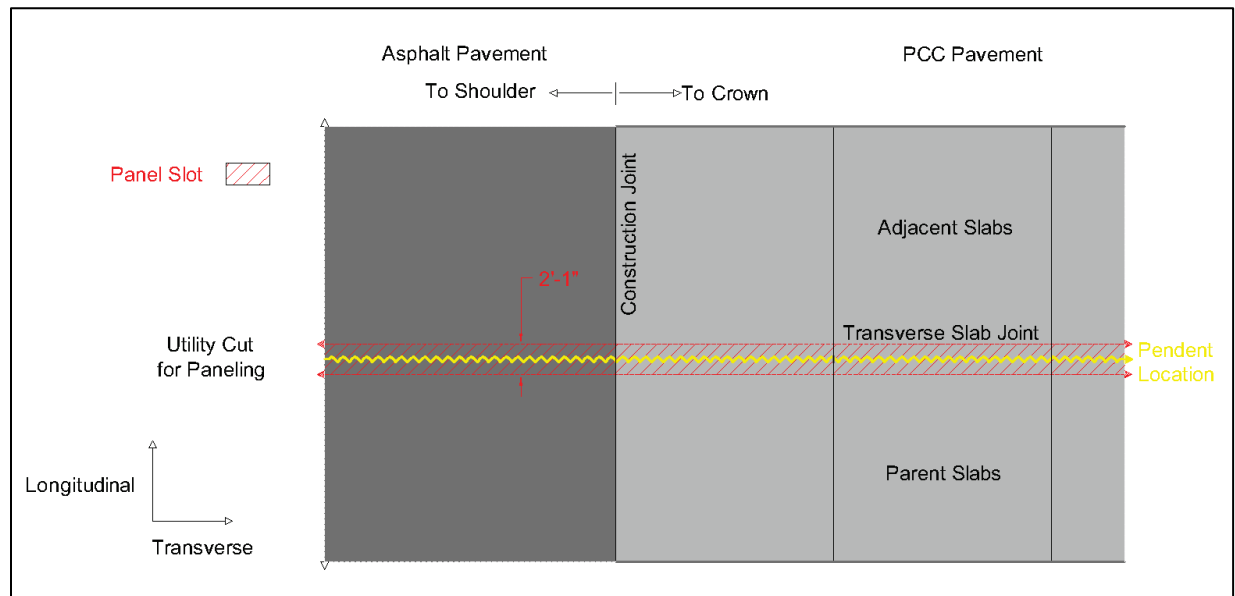 Asphalt Pavement
PCC Pavement
To Shoulder
To Crown
Panel Slot
Construction Joint
Adjacent Slabs
2'-1"
Transverse Slab Joint
Utility Cut
for Paneling
Pendent
Location
Parent Slabs
Longitudinal
Transverse